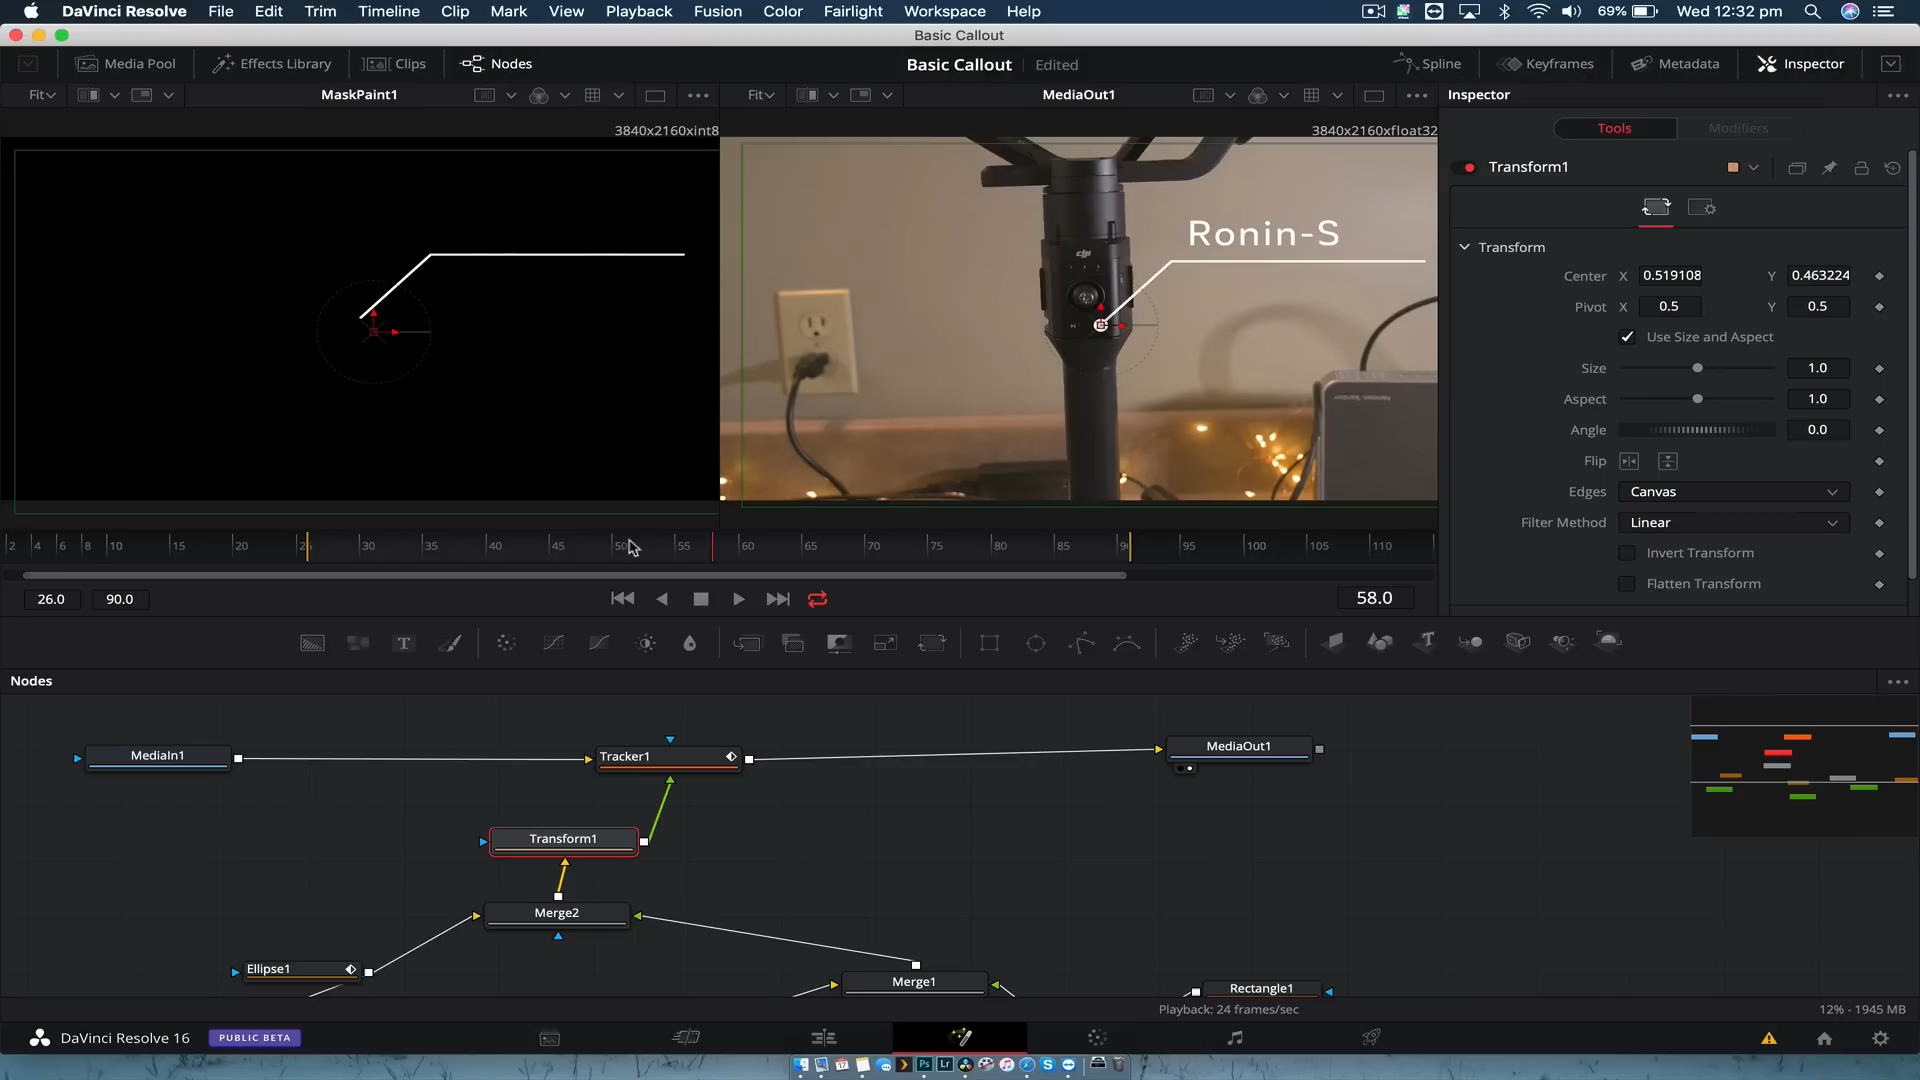 DaVinci Resolve File Edit Trim Timeline Clip Mark View Playback Fusion Color Fairlight Workspace Help 69% Wed 12:32 pm
Basic Callout
Media Pool Effects Library Clips Nodes Basic Callout Edited Spline Keyframes Metadata Inspector
Fit MaskPaint1 Fit MediaOut1 Inspector
3840x2160xint8 3840x2160xfloat32
Tools Modifiers
Transform1
Ronin-S
dji
Transform
Center X 0.519108 Y 0.463224
Pivot X 0.5 Y 0.5
Use Size and Aspect
Size 1.0
Aspect 1.0
Angle 0.0
Flip
Edges Canvas
Filter Method Linear
Invert Transform
Flatten Transform
2 4 6 8 10 15 20 25 30 35 40 45 50 55 60 65 70 75 80 85 90 95 100 105 110
26.0 90.0 58.0
Nodes
MediaIn1 Tracker1 MediaOut1
Transform1
Merge2
Ellipse1
Merge1
Rectangle1
Playback: 24 frames/sec 12% - 1945 MB
DaVinci Resolve 16 PUBLIC BETA
17 Ps Lr S